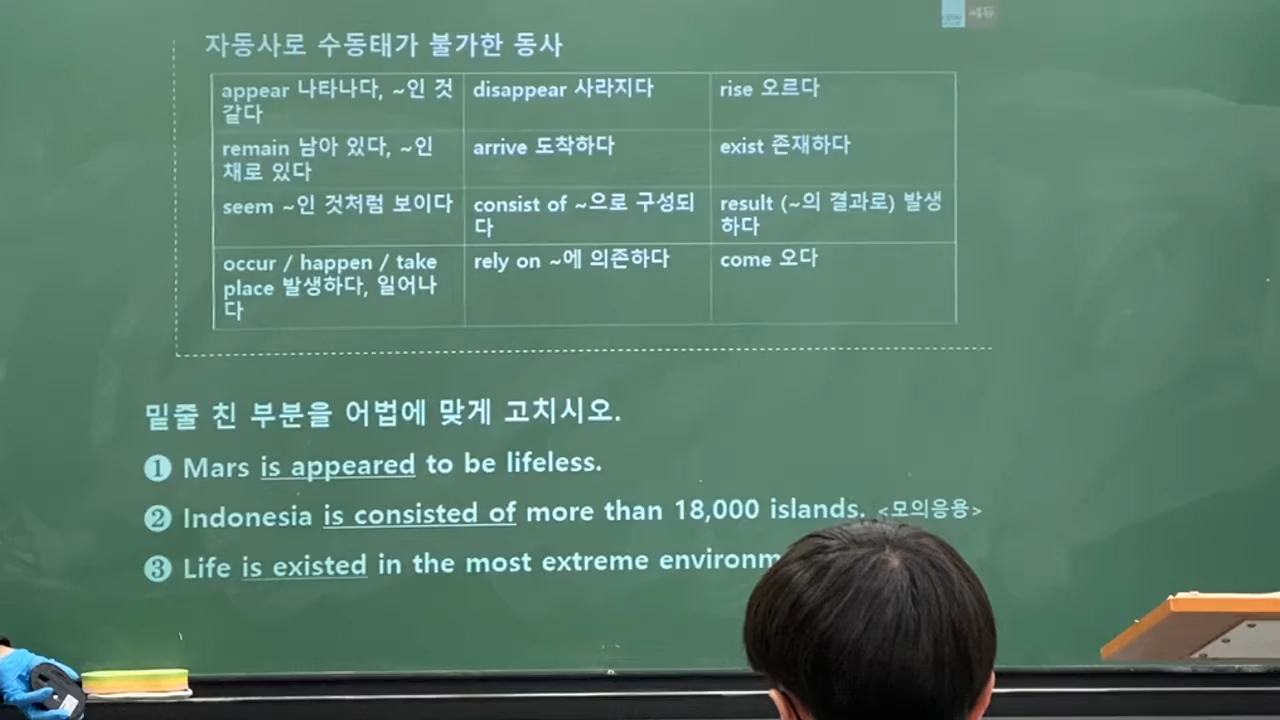 쎄듀
자동사로 수동태가 불가한 동사
appear 나타나다, ~인 것
같다
disappear 사라지다
rise 오르다
remain 남아 있다, ~인
채로 있다
arrive 도착하다
exist 존재하다
seem ~인 것처럼 보이다
consist of ~으로 구성되
다
result (~의 결과로) 발생
하다
occur / happen / take
place 발생하다, 일어나
다
rely on ~에 의존하다
come 오다
밑줄 친 부분을 어법에 맞게 고치시오.
❶ Mars is appeared to be lifeless.
❷ Indonesia is consisted of more than 18,000 islands. <모의응용>
❸ Life is existed in the most extreme